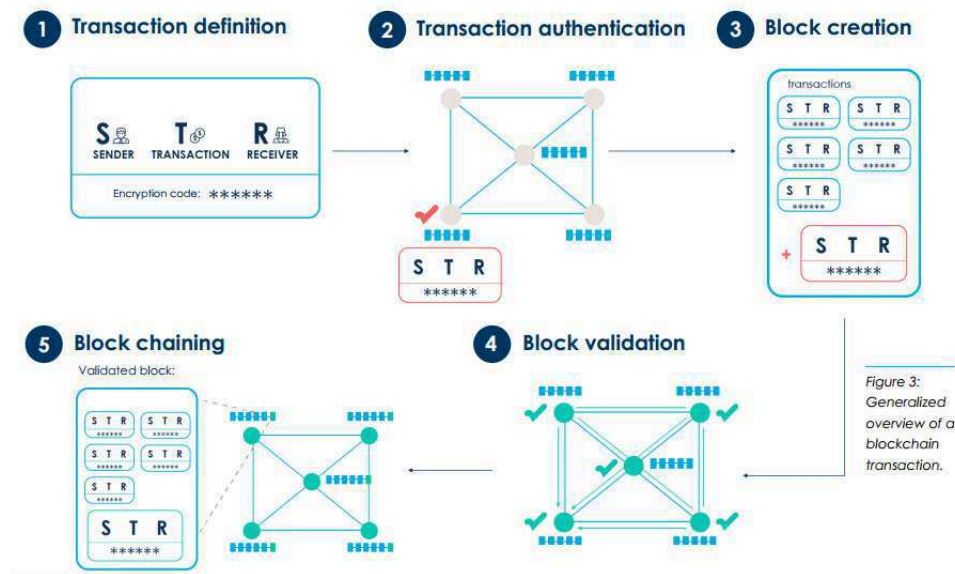 1 Transaction definition
S T R
SENDER TRANSACTION RECEIVER
Encryption code: ******
2 Transaction authentication
S T R
******
3 Block creation
transactions
S T R S T R
****** ******
S T R S T R
****** ******
S T R
******
+ S T R
******
5 Block chaining
Validated block:
S T R S T R
****** ******
S T R S T R
****** ******
S T R
******
S T R
******
4 Block validation
Figure 3:
Generalized
overview of a
blockchain
transaction.